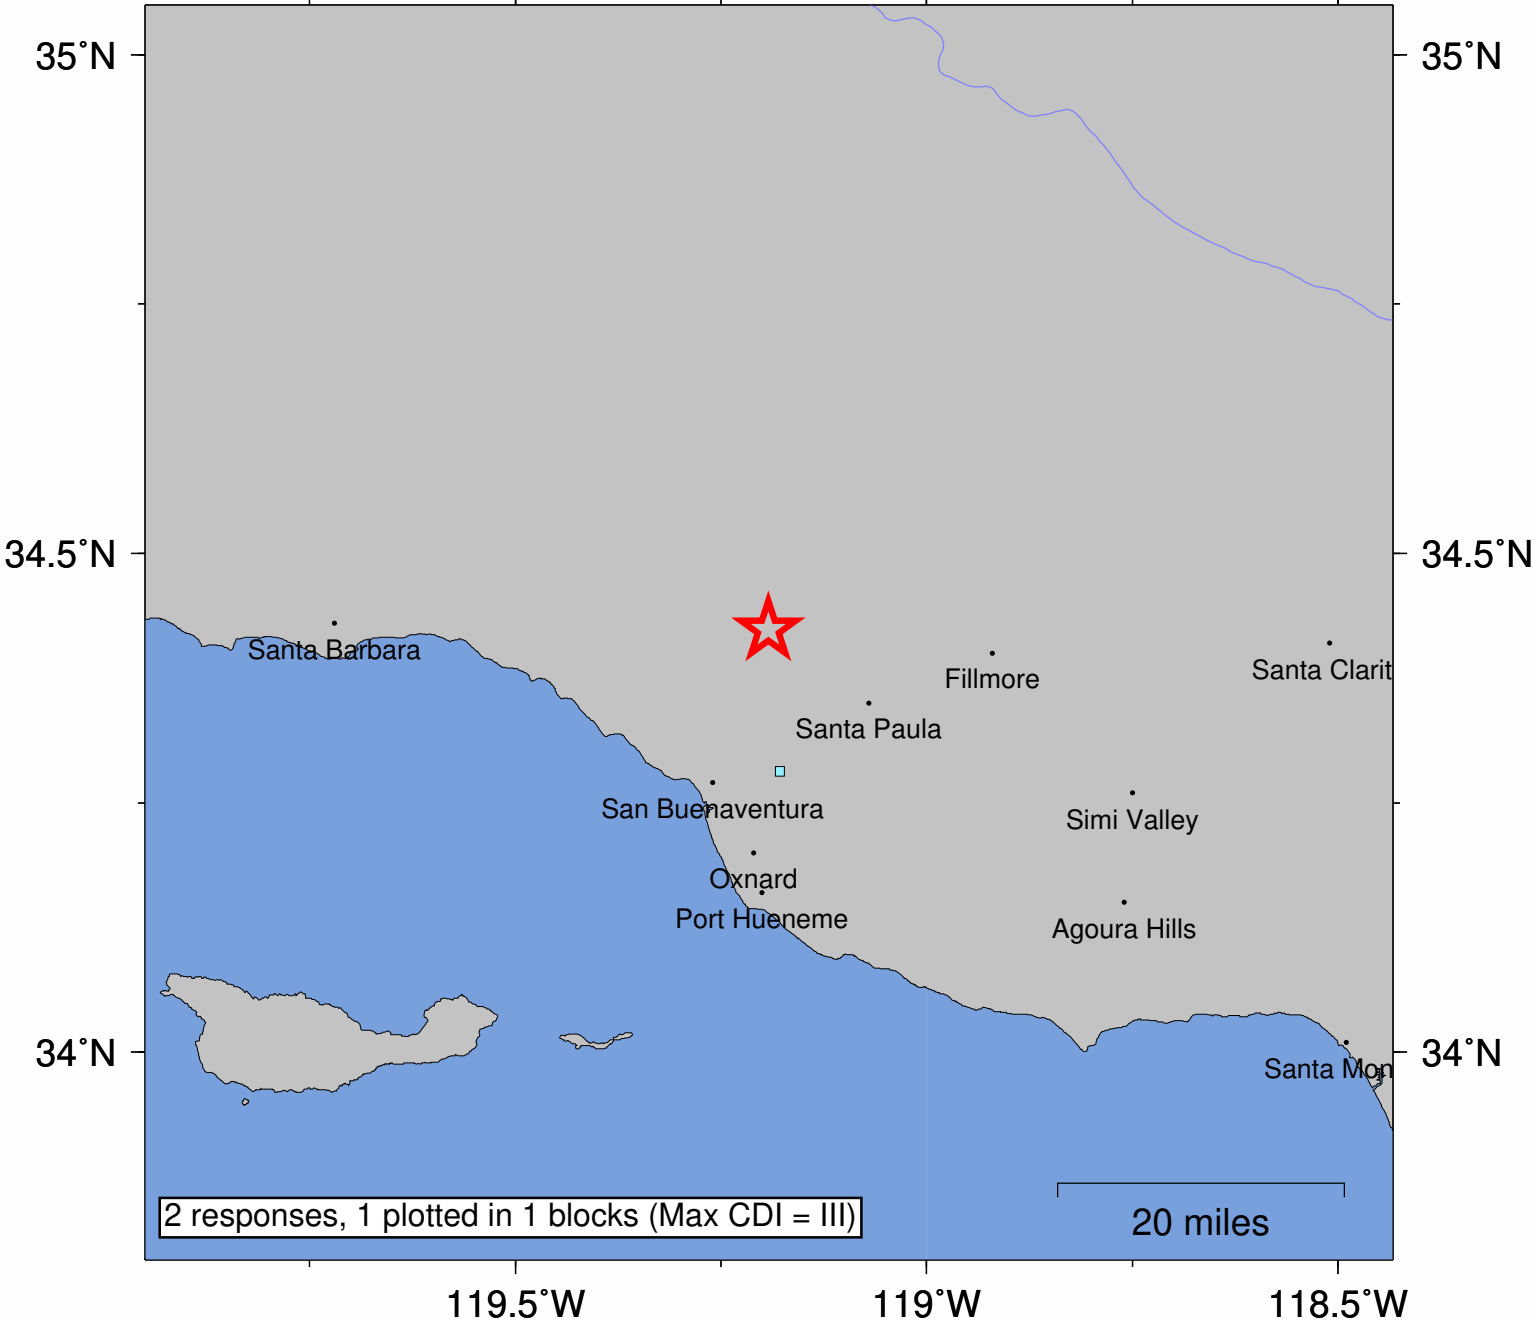 35˚N
35˚N
34.5˚N
34.5˚N
Santa Barbara
Fillmore
Santa Clarit
Santa Paula
San Buenaventura
Simi Valley
Oxnard
Port Hueneme
Agoura Hills
34˚N
34˚N
Santa Mon
2 responses, 1 plotted in 1 blocks (Max CDI = III)
20 miles
119.5˚W
119˚W
118.5˚W